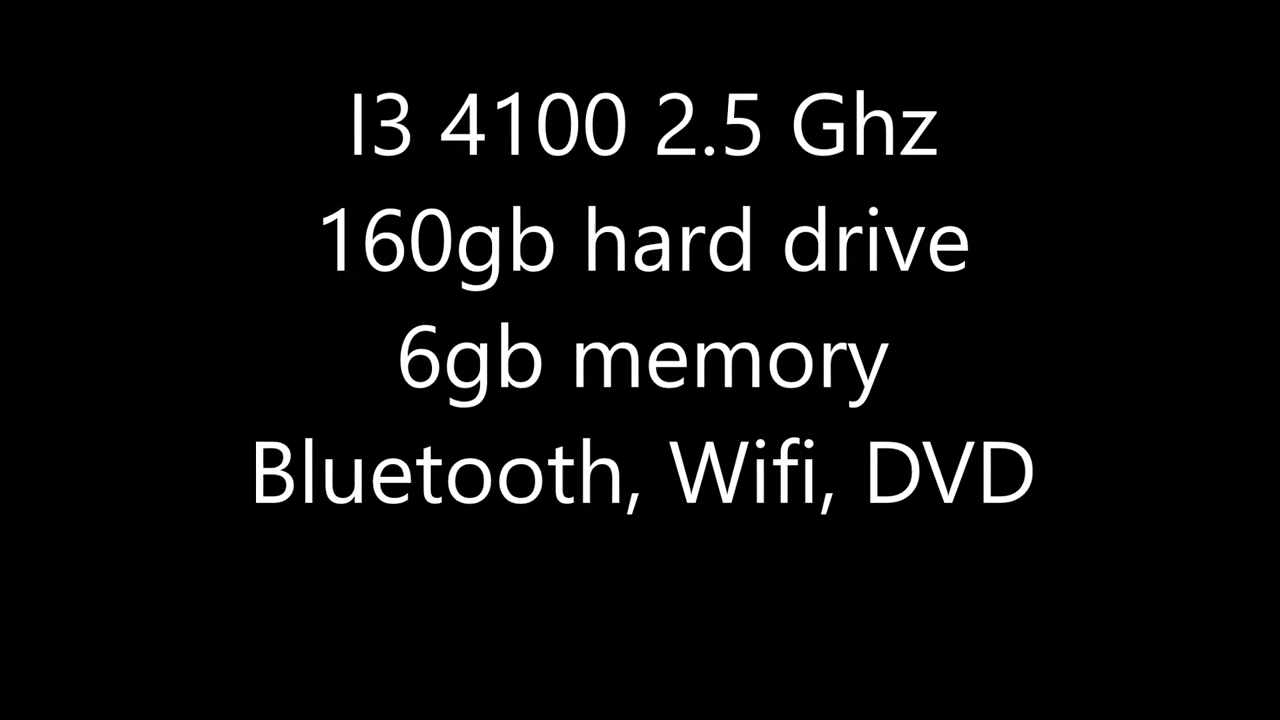 I3 4100 2.5 Ghz
160gb hard drive
6gb memory
Bluetooth, Wifi, DVD